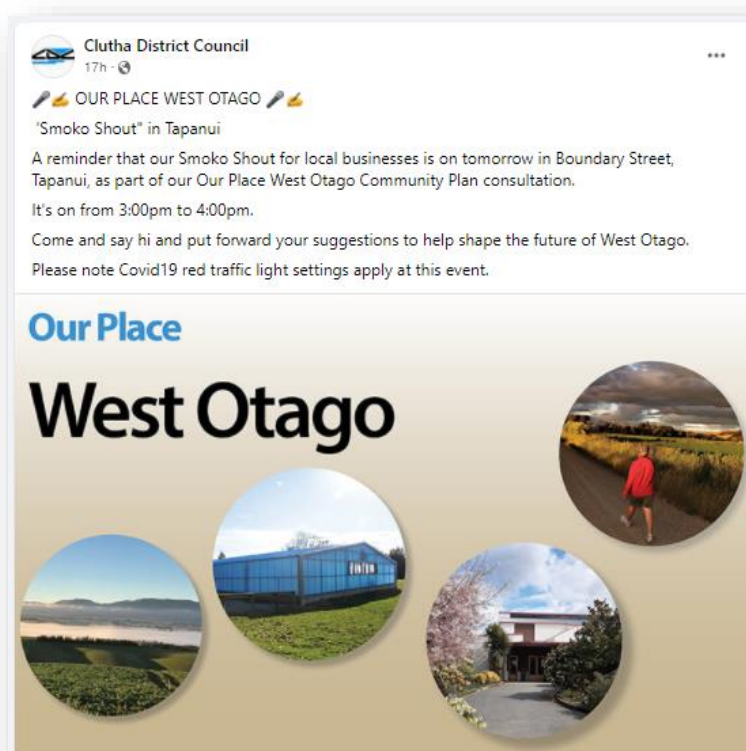 Clutha District Council
17h ·
🎤✍ OUR PLACE WEST OTAGO 🎤✍
'Smoko Shout" in Tapanui
A reminder that our Smoko Shout for local businesses is on tomorrow in Boundary Street,
Tapanui, as part of our Our Place West Otago Community Plan consultation.
It's on from 3:00pm to 4:00pm.
Come and say hi and put forward your suggestions to help shape the future of West Otago.
Please note Covid19 red traffic light settings apply at this event.
Our Place
West Otago